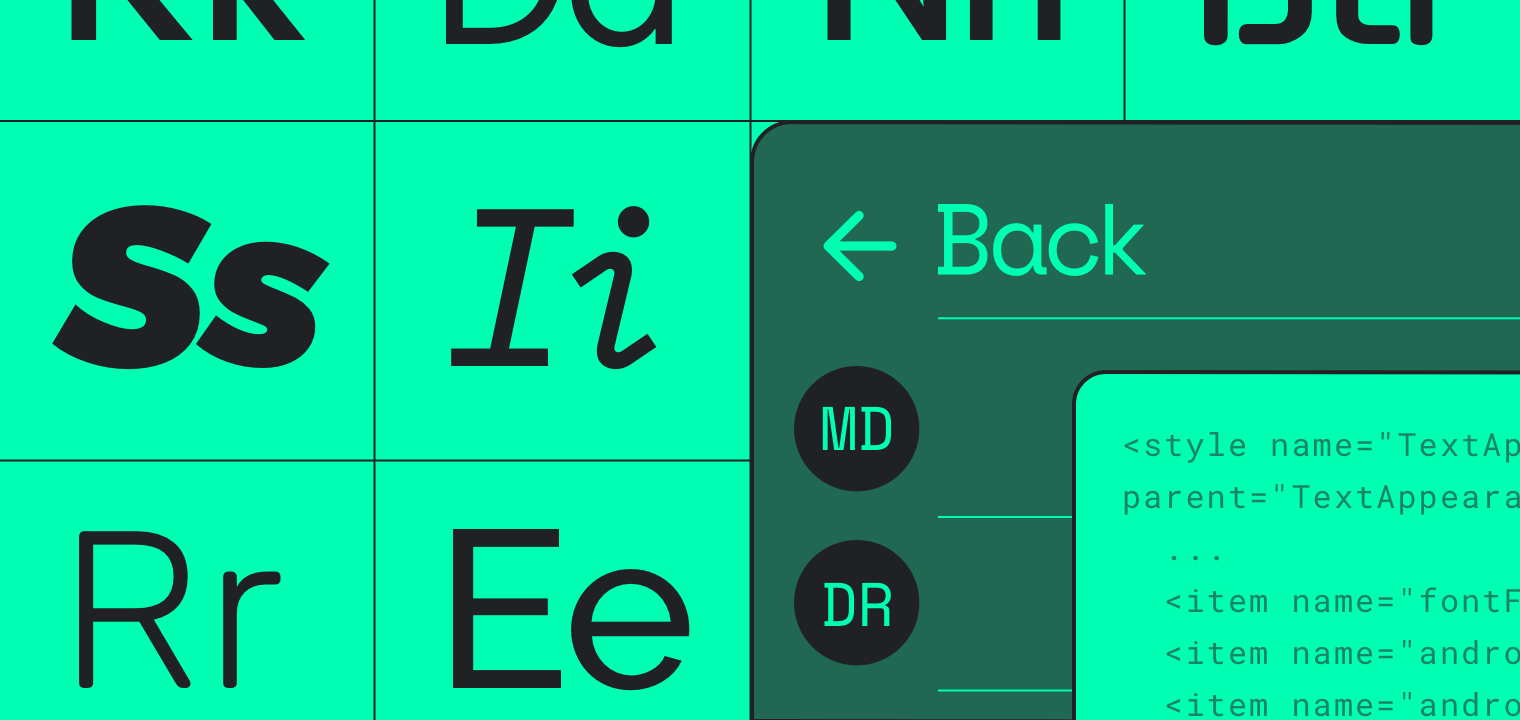 Kk Dd Nn
Ss Ii
Back
MD
DR
Rr Ee
<style name="TextAp
parent="TextAppeara
...
<item name="fontF
<item name="andro
<item name="andro